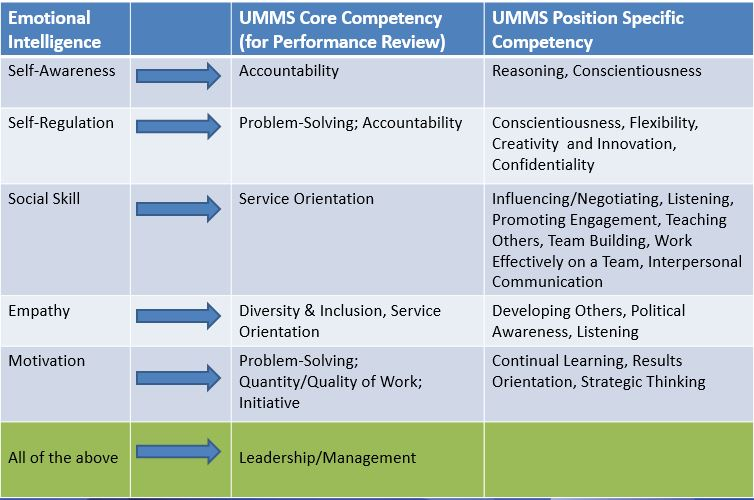 Emotional
Intelligence
UMMS Core Competency
(for Performance Review)
UMMS Position Specific
Competency
Self-Awareness
Accountability
Reasoning, Conscientiousness
Self-Regulation
Problem-Solving; Accountability
Conscientiousness, Flexibility,
Creativity and Innovation,
Confidentiality
Social Skill
Service Orientation
Influencing/Negotiating, Listening,
Promoting Engagement, Teaching
Others, Team Building, Work
Effectively on a Team, Interpersonal
Communication
Empathy
Diversity & Inclusion, Service
Orientation
Developing Others, Political
Awareness, Listening
Motivation
Problem-Solving;
Quantity/Quality of Work;
Initiative
Continual Learning, Results
Orientation, Strategic Thinking
All of the above
Leadership/Management